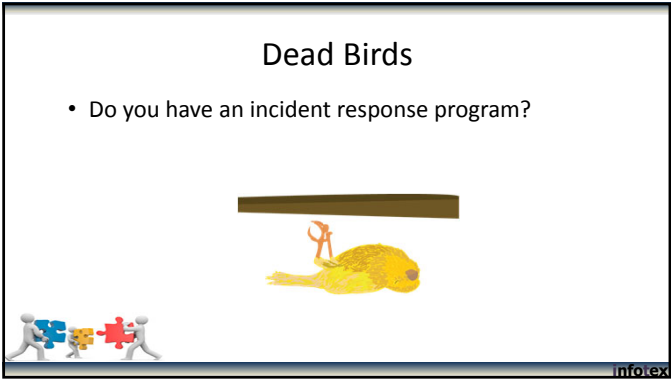 Dead Birds
• Do you have an incident response program?
infotex